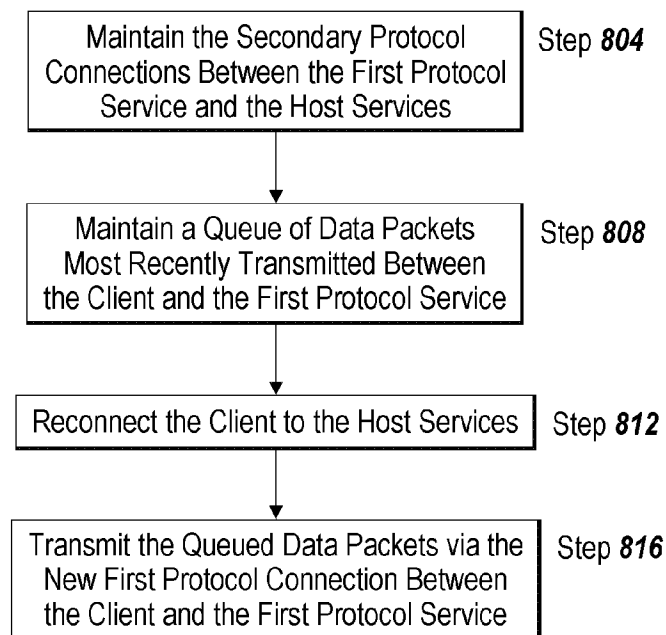 Maintain the Secondary Protocol
Connections Between the First Protocol
Service and the Host Services
Step 804
Maintain a Queue of Data Packets
Most Recently Transmitted Between
the Client and the First Protocol Service
Step 808
Reconnect the Client to the Host Services
Step 812
Transmit the Queued Data Packets via the
New First Protocol Connection Between
the Client and the First Protocol Service
Step 816